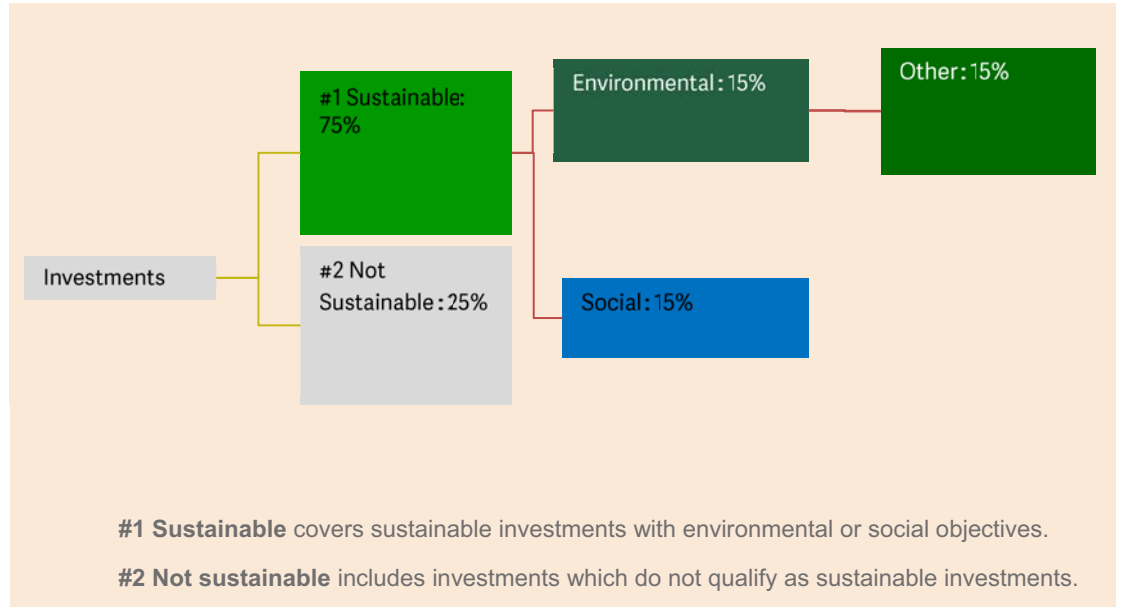 Investments
#1 Sustainable:
75%
#2 Not
Sustainable: 25%
Environmental: 15%
Social: 15%
Other: 15%
#1 Sustainable covers sustainable investments with environmental or social objectives.
#2 Not sustainable includes investments which do not qualify as sustainable investments.